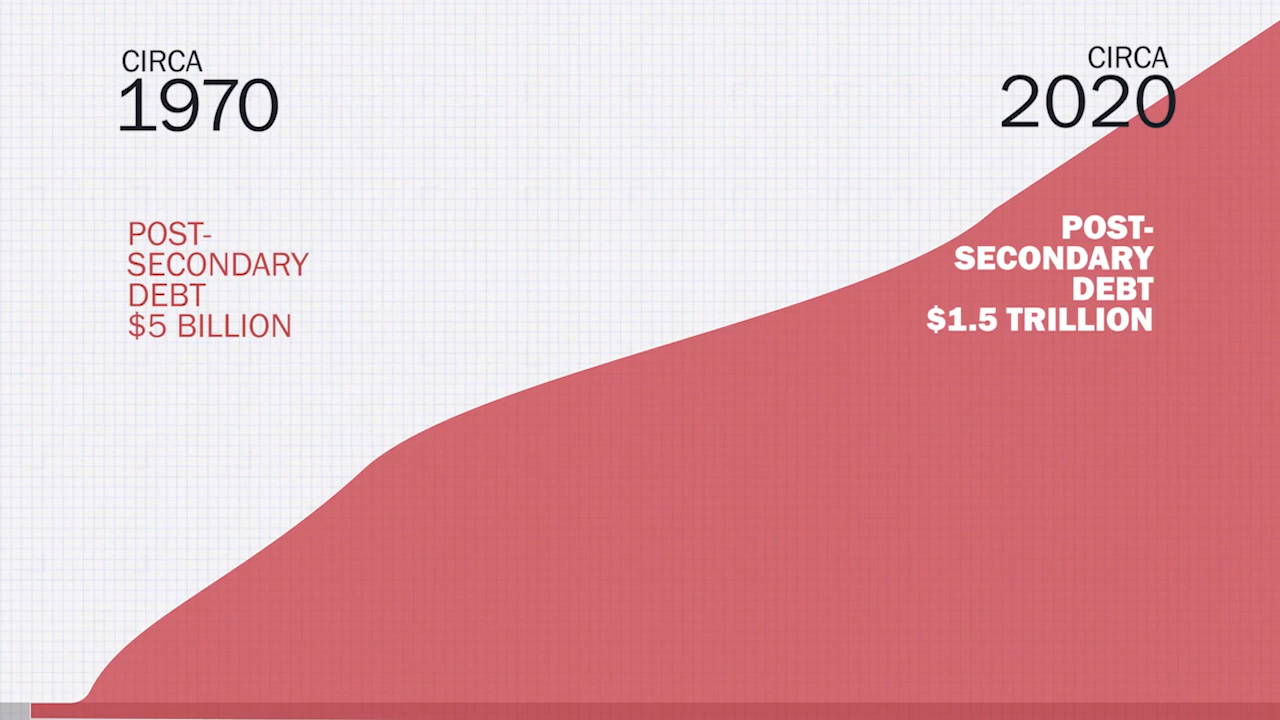 CIRCA
1970
POST-
SECONDARY
DEBT
$5 BILLION
CIRCA
2020
POST-
SECONDARY
DEBT
$1.5 TRILLION